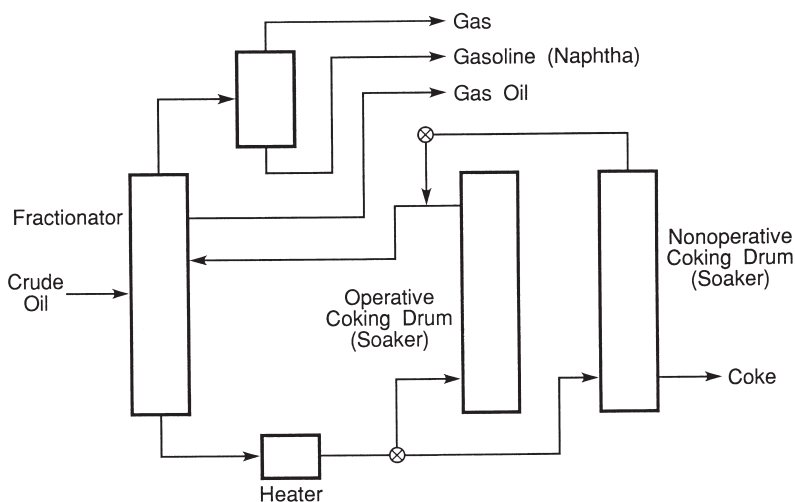 Gas
Gasoline (Naphtha)
Gas Oil
Fractionator
Crude
Oil
Nonoperative
Coking Drum
(Soaker)
Operative
Coking Drum
(Soaker)
Coke
Heater